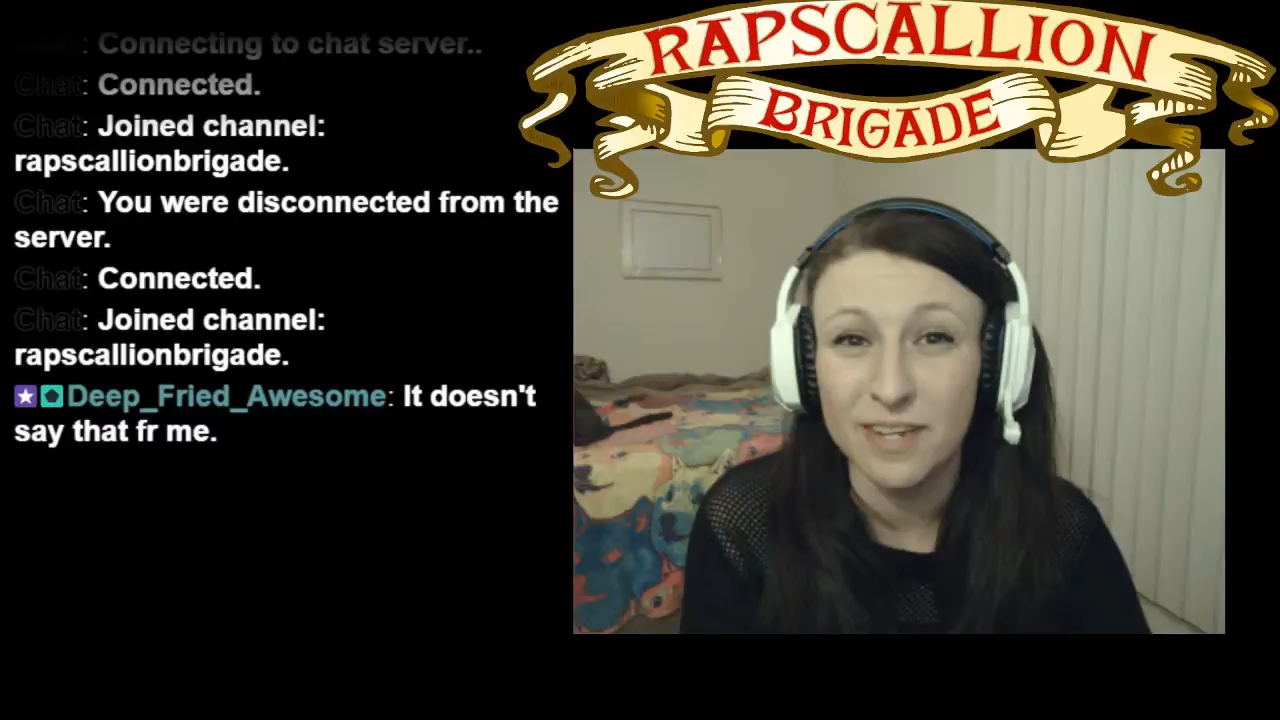 RAPSCALLION
BRIGADE
Chat: Connecting to chat server..
Chat: Connected.
Chat: Joined channel:
rapscallionbrigade.
Chat: You were disconnected from the
server.
Chat: Connected.
Chat: Joined channel:
rapscallionbrigade.
Deep_Fried_Awesome: It doesn't
say that fr me.